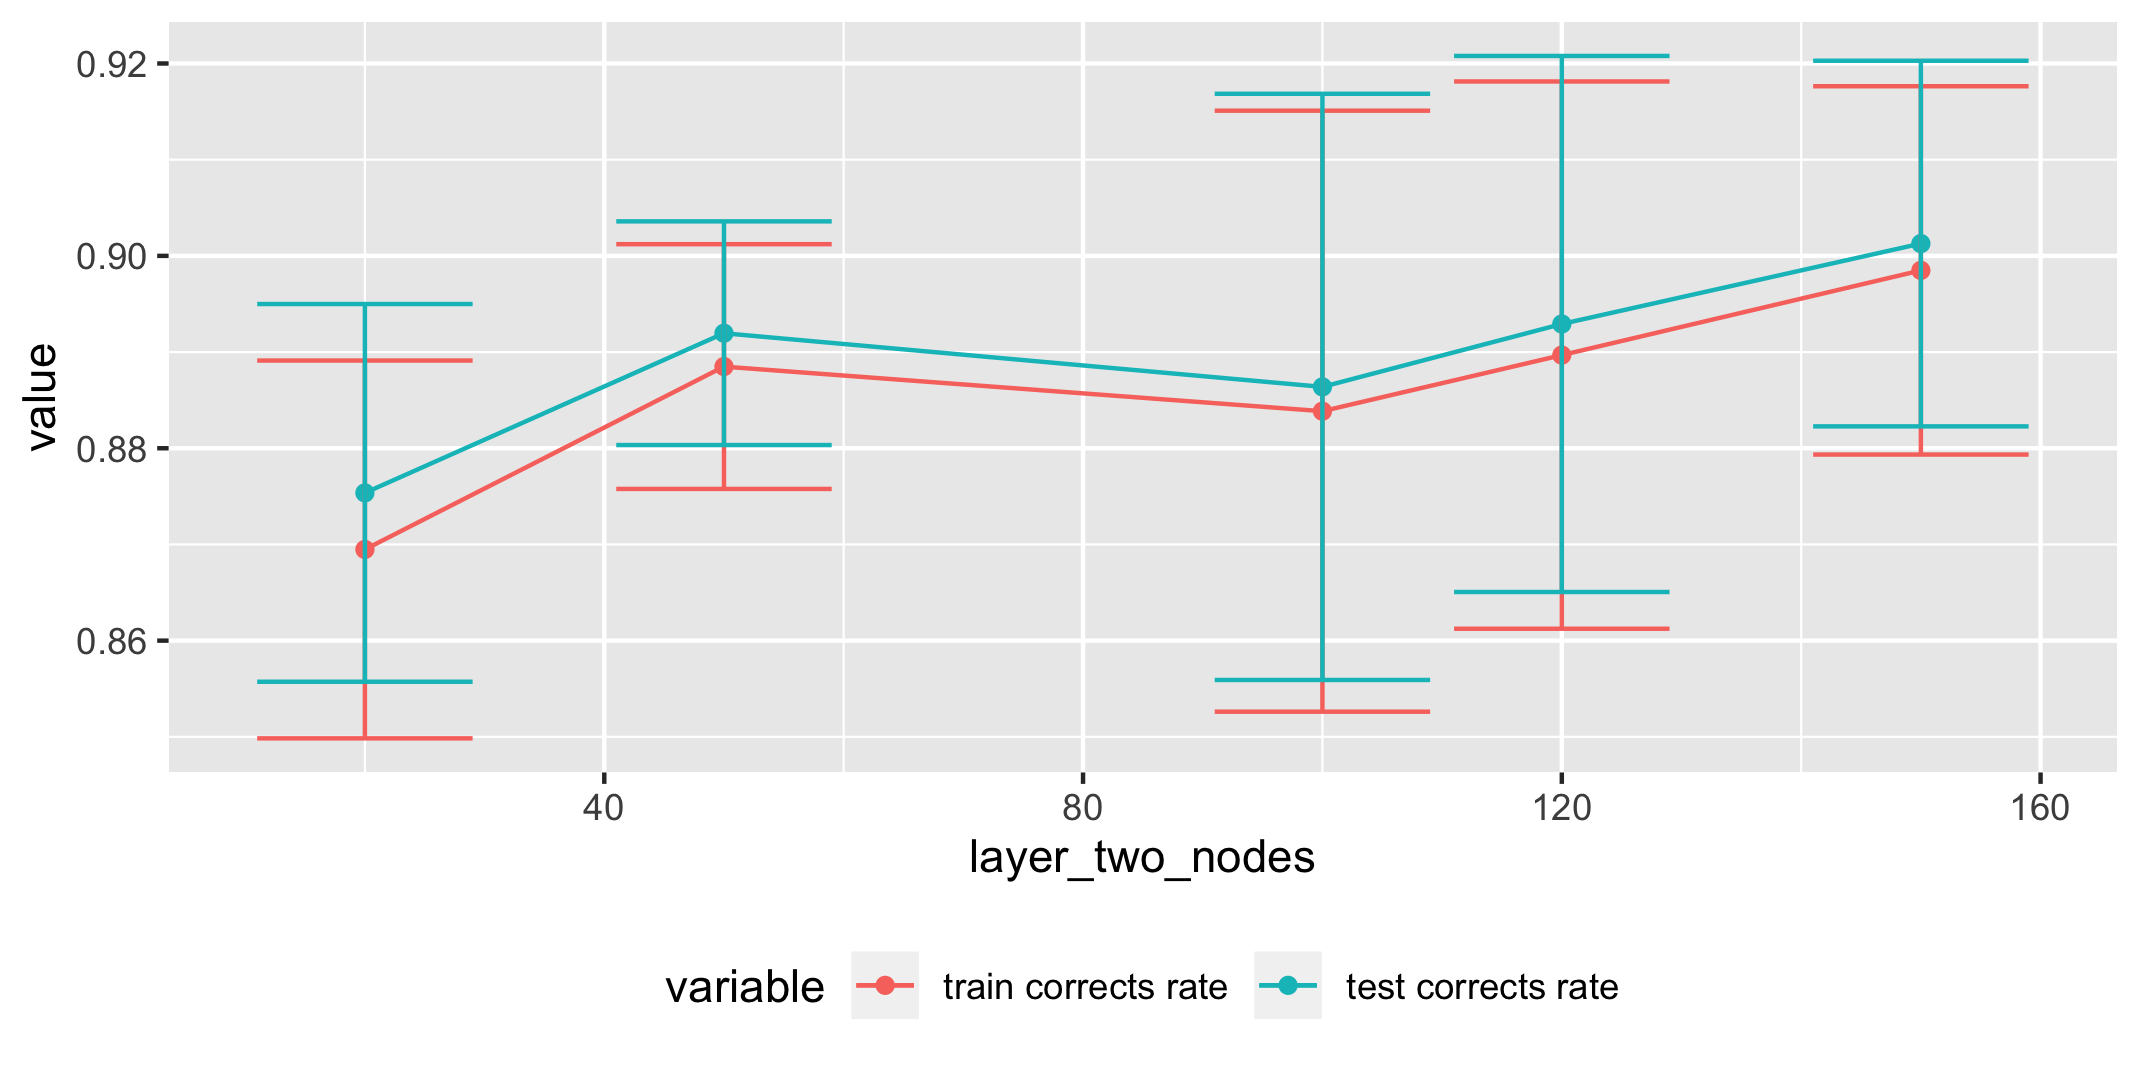 value
0.92
0.90
0.88
0.86
40 80 120 160
layer_two_nodes
variable train corrects rate test corrects rate